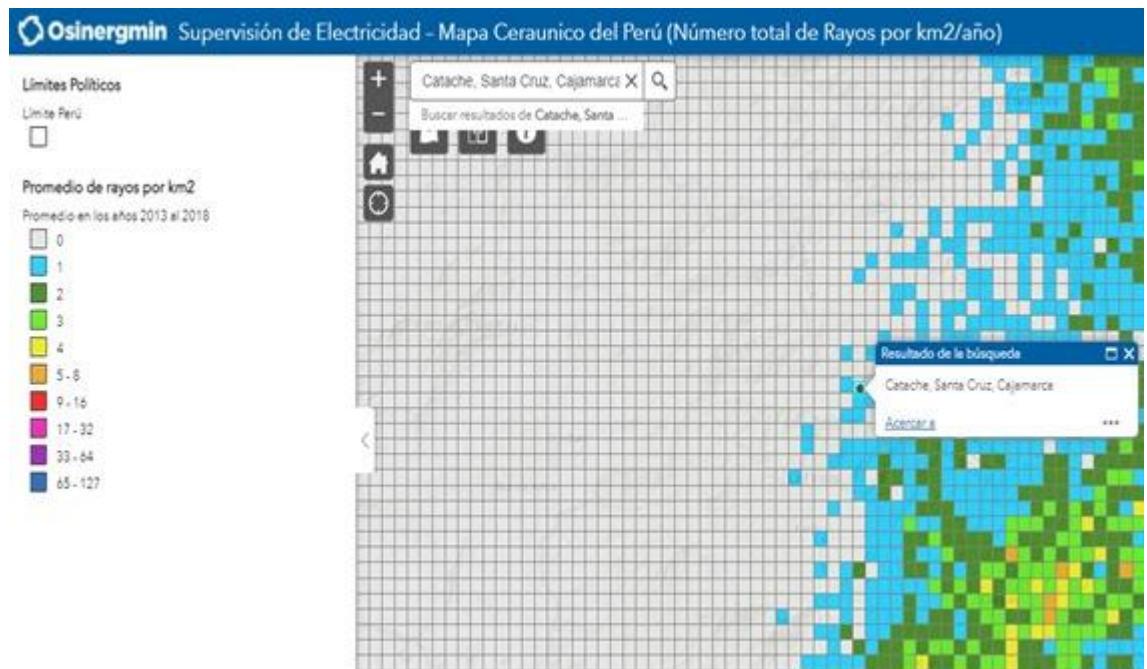 Osinergmin Supervisión de Electricidad - Mapa Ceraunico del Perú (Número total de Rayos por km2/año)
Límites Políticos
Límite Perú
Promedio de rayos por km2
Promedio en los años 2013 al 2018
0
1
2
3
4
5 - 8
9 - 16
17 - 32
33 - 64
65 - 127
+
−
Catache, Santa Cruz, Cajamarca X
Buscar resultados de Catache, Santa ...
Resultado de la búsqueda
Catache, Santa Cruz, Cajamarca
Acercar a
...